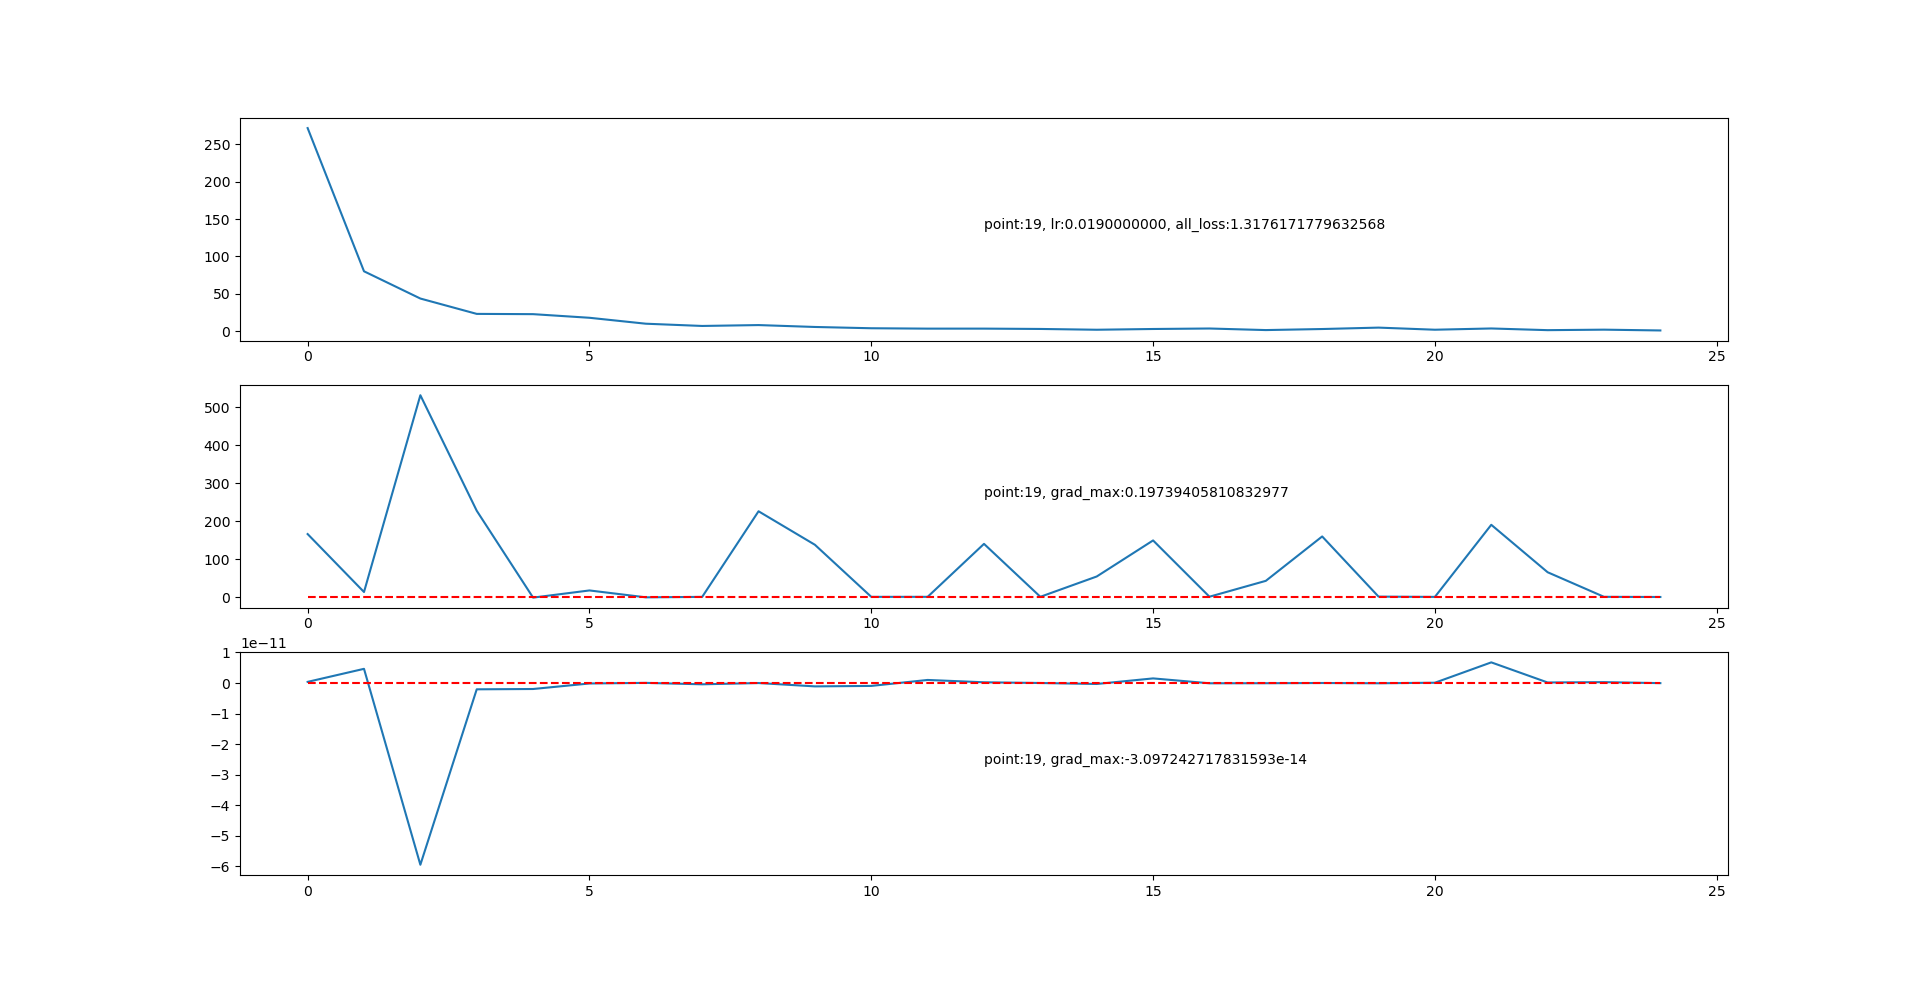 250
200
150
100
50
0
point:19, lr:0.0190000000, all_loss:1.3176171779632568
0 5 10 15 20 25
500
400
300
200
100
0
point:19, grad_max:0.19739405810832977
0 5 10 15 20 25
1e−11
1
0
−1
−2
−3
−4
−5
−6
point:19, grad_max:-3.097242717831593e-14
0 5 10 15 20 25